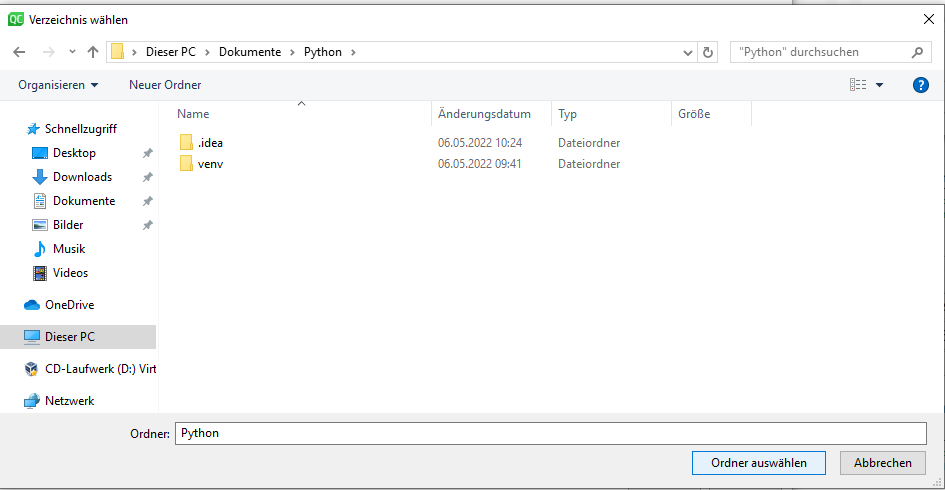 QC Verzeichnis wählen
Dieser PC > Dokumente > Python >
"Python" durchsuchen
Organisieren
Neuer Ordner
?
Name
Änderungsdatum
Typ
Größe
.idea 06.05.2022 10:24 Dateiordner
venv 06.05.2022 09:41 Dateiordner
Schnellzugriff
Desktop
Downloads
Dokumente
Bilder
Musik
Videos
OneDrive
Dieser PC
CD-Laufwerk (D:) Virt
Netzwerk
Ordner: Python
Ordner auswählen
Abbrechen